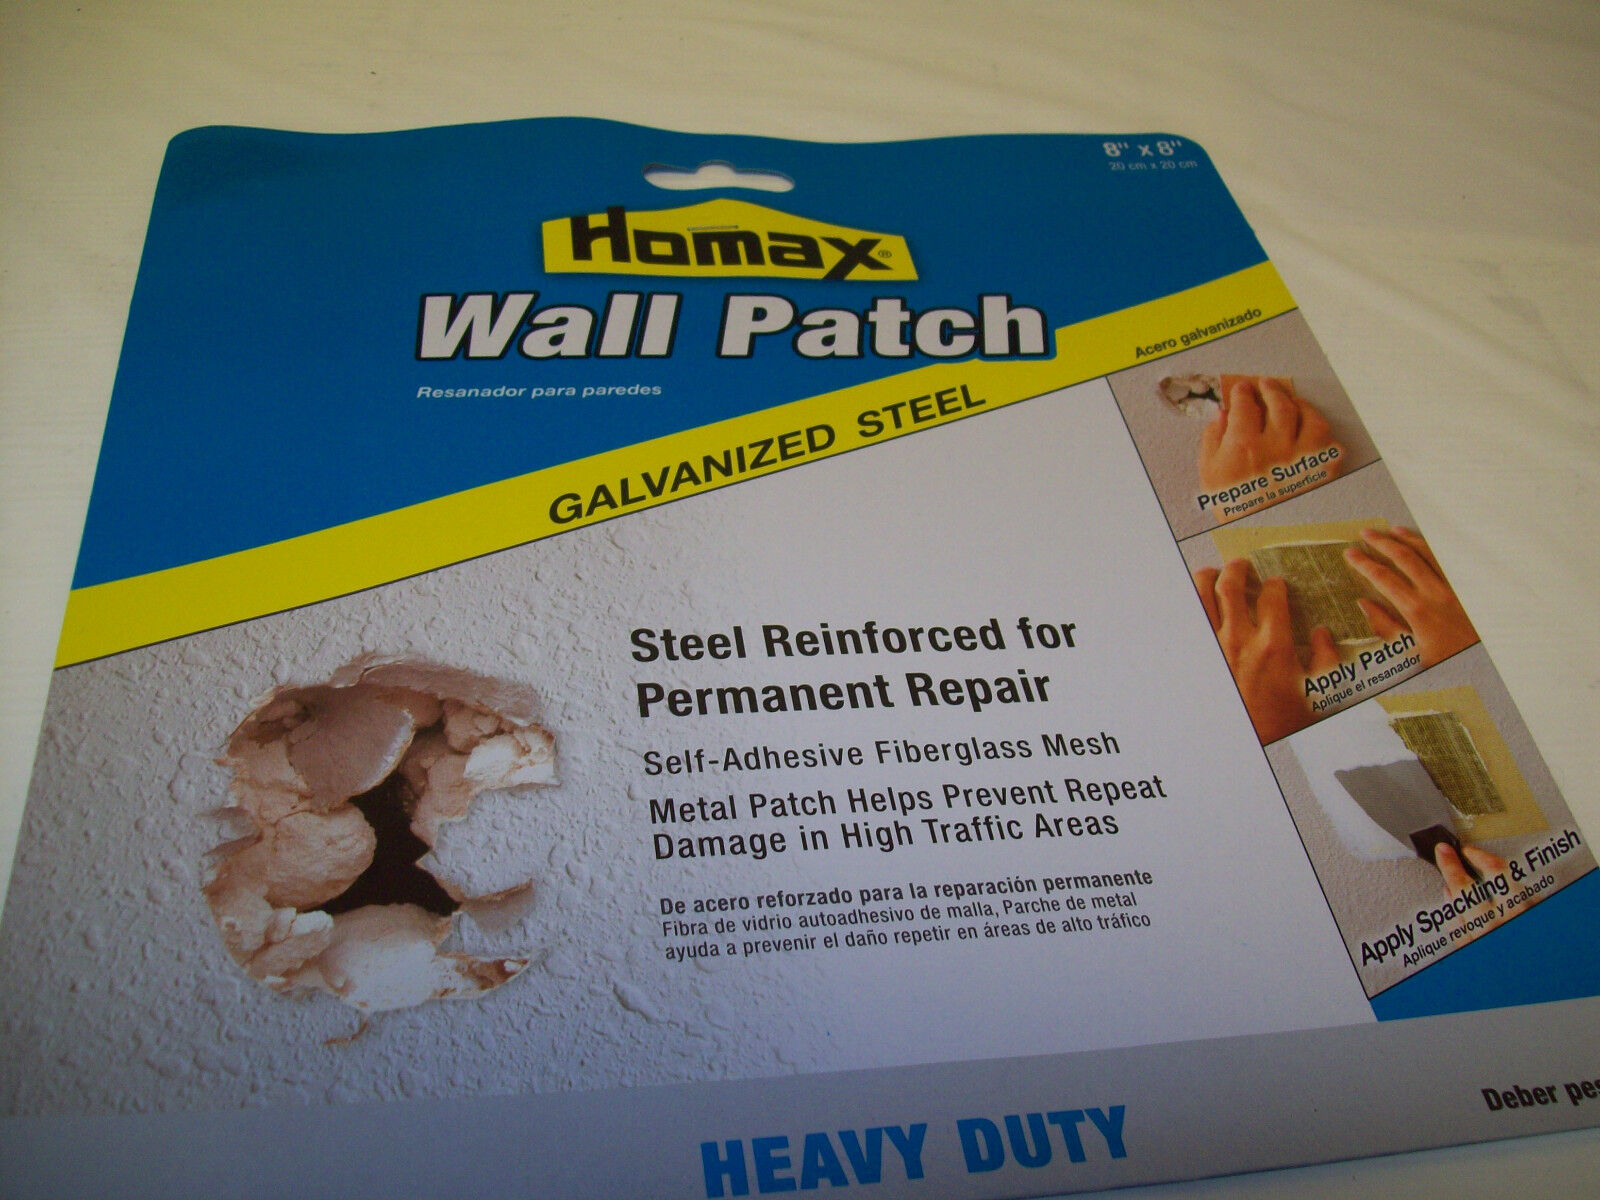 8" x 8"
20 cm x 20 cm
Homax®
Wall Patch
Resanador para paredes
GALVANIZED STEEL
Acero galvanizado
Prepare Surface
Prepare la superficie
Apply Patch
Aplique el resanador
Apply Spackling & Finish
Aplique revoque y acabado
Steel Reinforced for
Permanent Repair
Self-Adhesive Fiberglass Mesh
Metal Patch Helps Prevent Repeat
Damage in High Traffic Areas
De acero reforzado para la reparación permanente
Fibra de vidrio autoadhesivo de malla, Parche de metal
ayuda a prevenir el daño repetir en áreas de alto tráfico
HEAVY DUTY
Deber